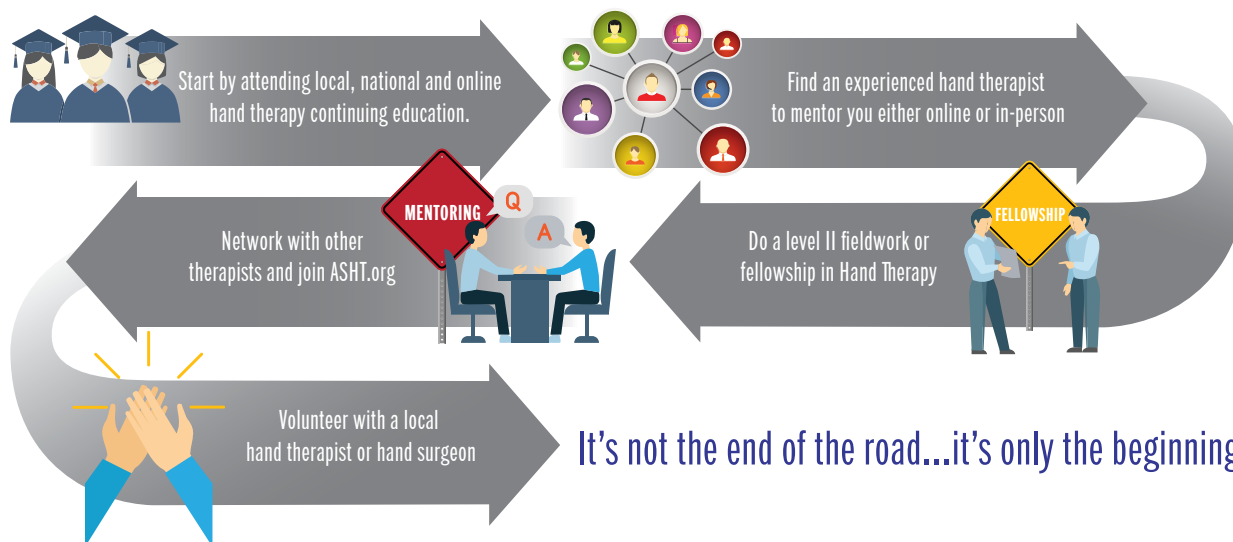 Start by attending local, national and online
hand therapy continuing education.
Find an experienced hand therapist
to mentor you either online or in-person
FELLOWSHIP
Do a level II fieldwork or
fellowship in Hand Therapy
MENTORING
Q
A
Network with other
therapists and join ASHT.org
Volunteer with a local
hand therapist or hand surgeon
It's not the end of the road...it's only the beginning